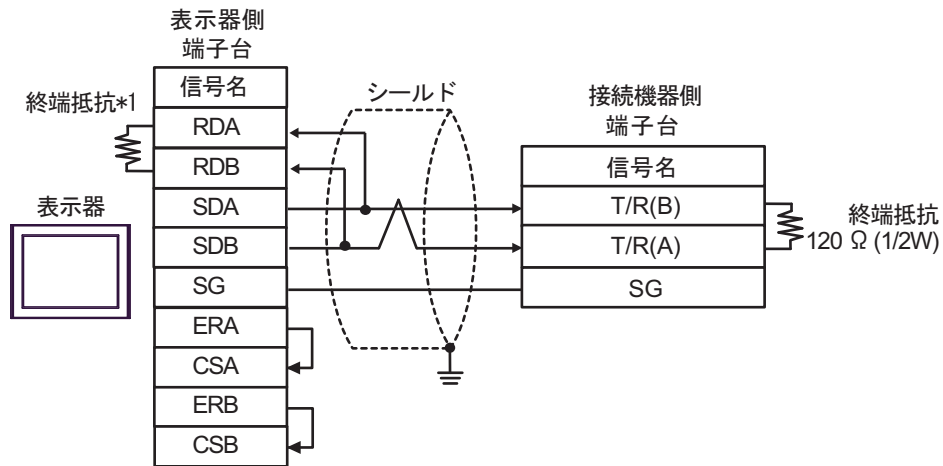 表示器側
端子台
信号名
終端抵抗*1
RDA
RDB
SDA
SDB
SG
ERA
CSA
ERB
CSB
表示器
シールド
接続機器側
端子台
信号名
T/R(B)
T/R(A)
SG
終端抵抗
120 Ω (1/2W)